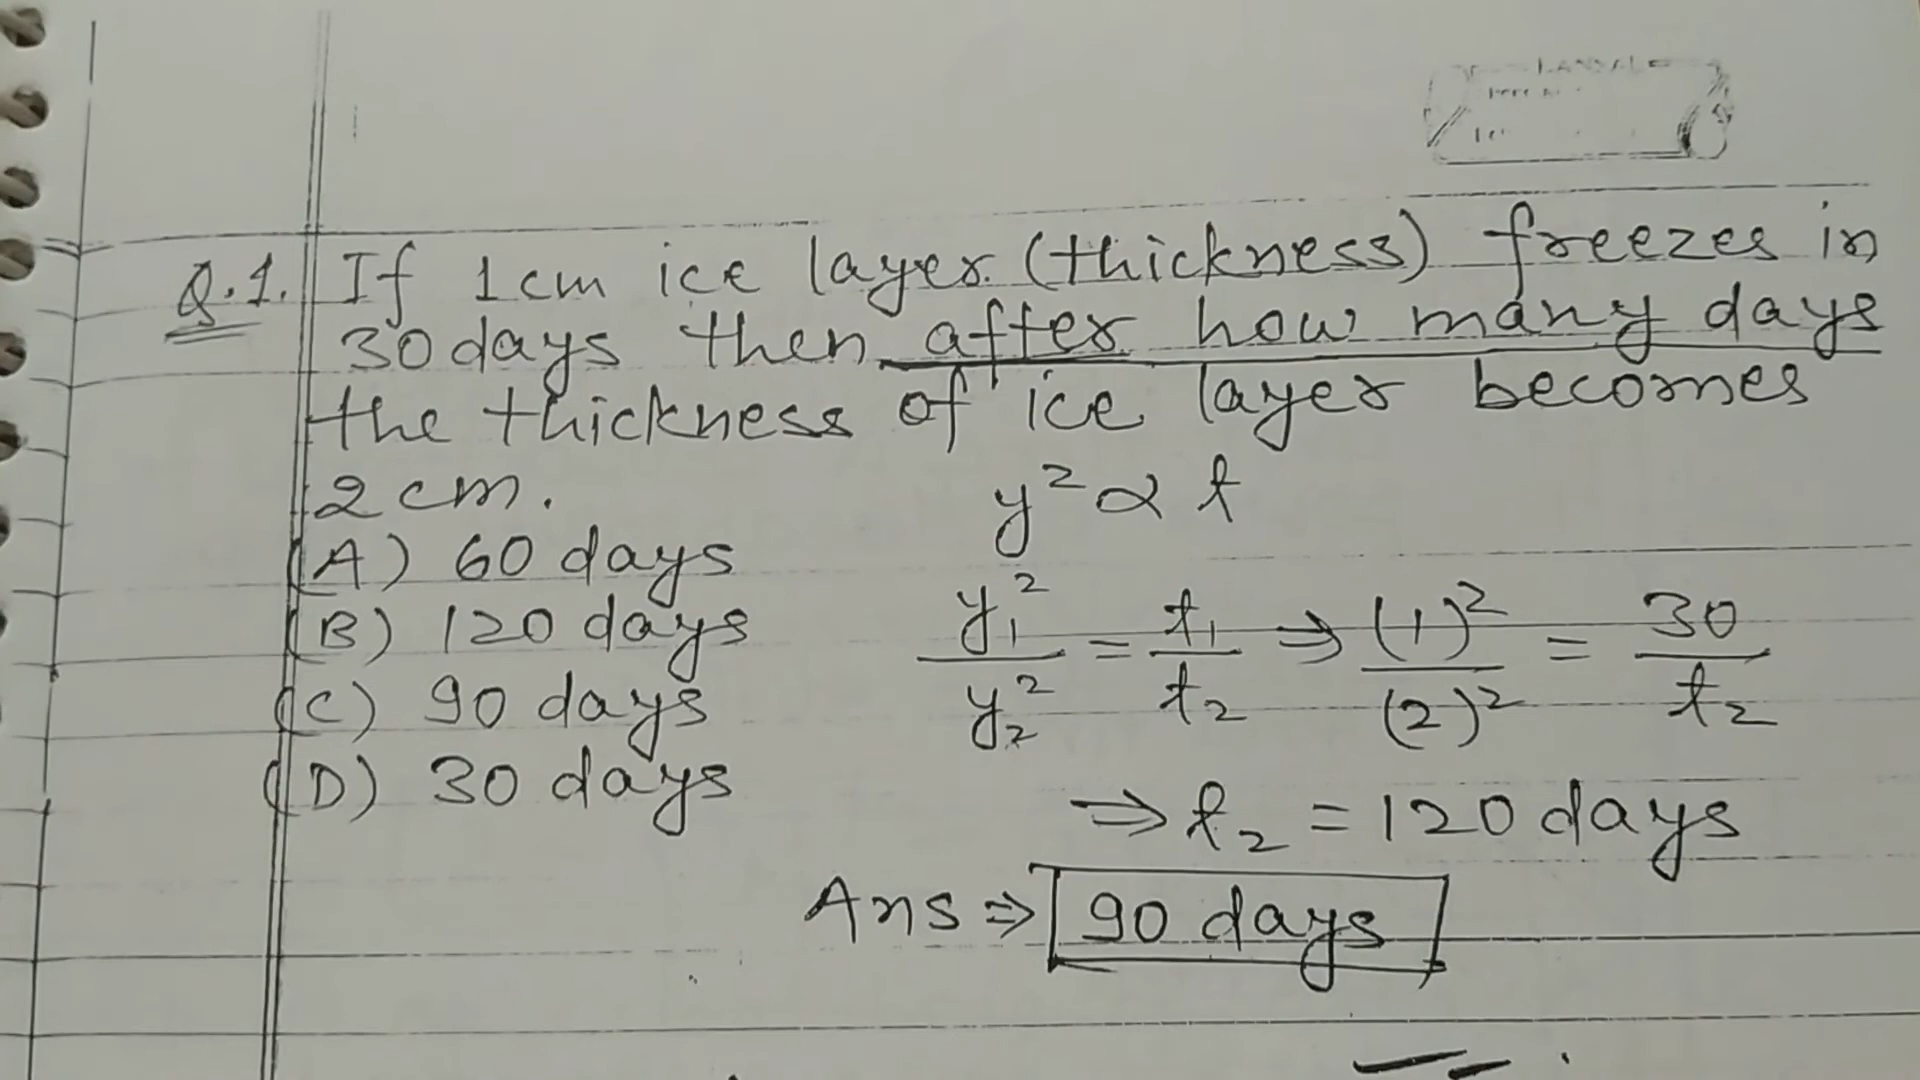 Q.1. If 1cm ice layer (thickness) freezes in
30 days then after how many days
the thickness of ice layer becomes
2 cm.
y² ∝ t
(A) 60 days
(B) 120 days
(C) 90 days
(D) 30 days
y₁²/y₂² = t₁/t₂ ⇒ (1)²/(2)² = 30/t₂
⇒ t₂ = 120 days
Ans ⇒ 90 days